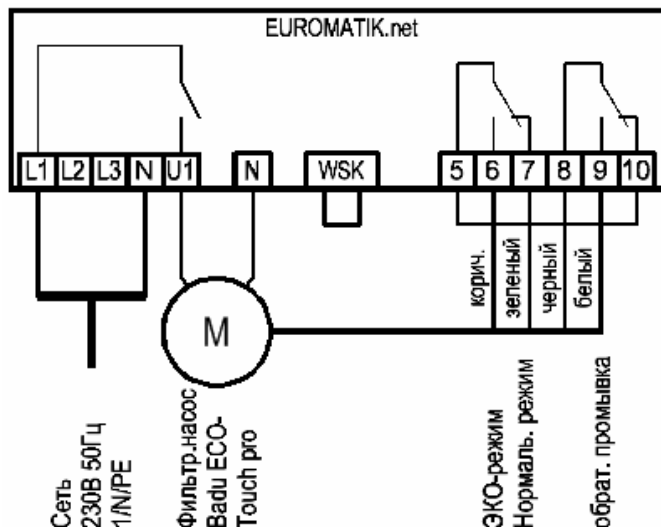 EUROMATIK.net
L1 L2 L3 N U1 N WSK 5 6 7 8 9 10
корич.
зеленый
черный
белый
M
Сеть
230В 50Гц
1/N/PE
Фильтр.насос
Badu ECO-
Touch pro
ЭКО-режим
Нормаль. режим
обрат. промывка